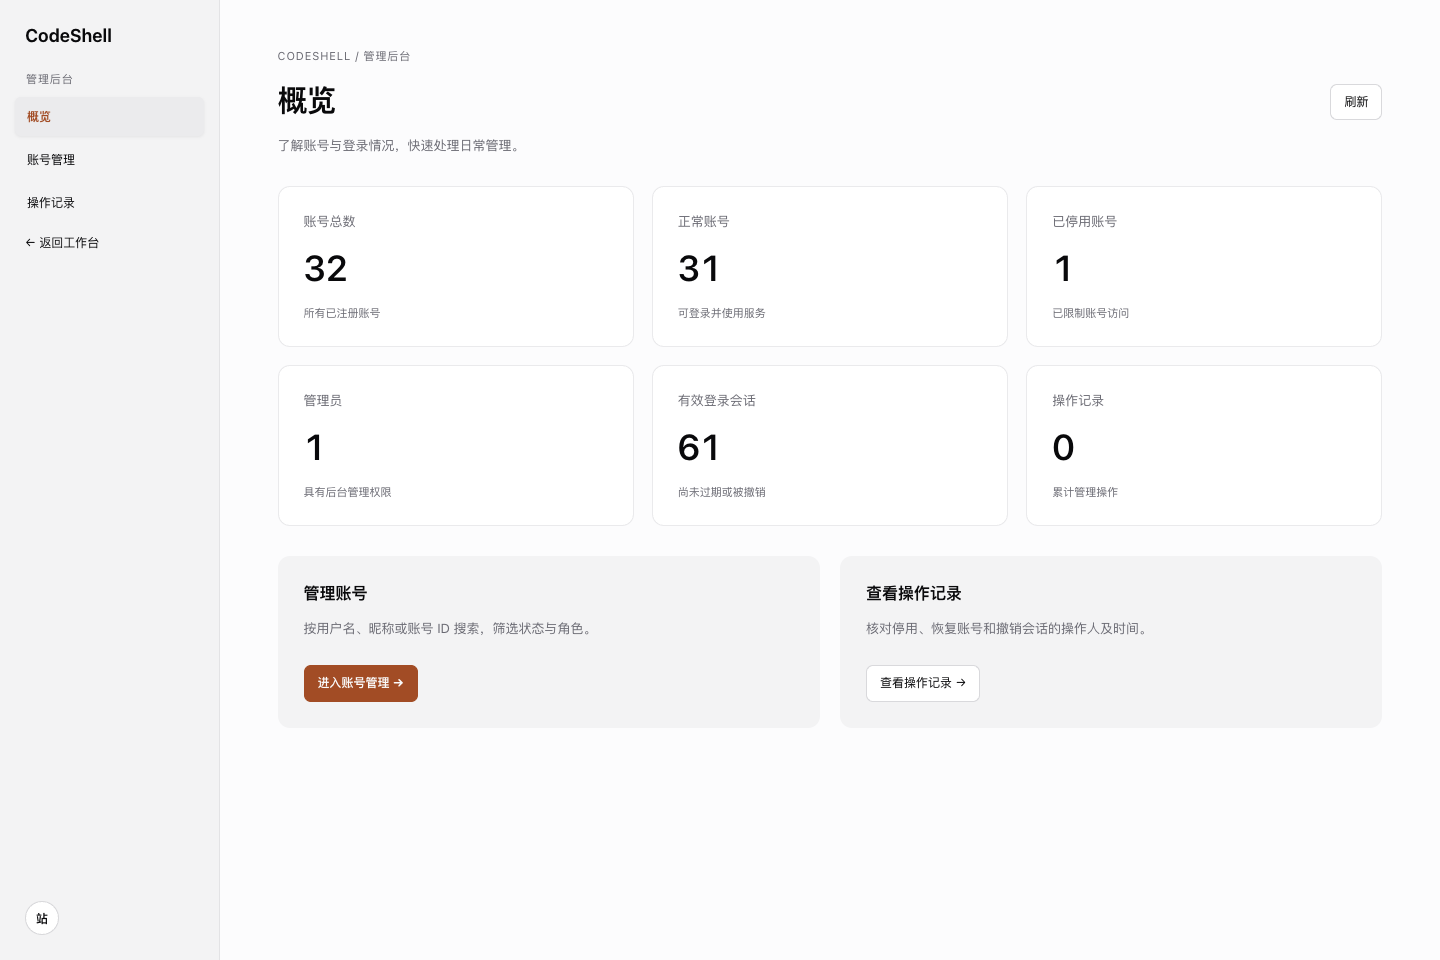 CodeShell
管理后台
概览
账号管理
操作记录
← 返回工作台
站
CODESHELL / 管理后台
概览
刷新
了解账号与登录情况，快速处理日常管理。
账号总数
32
所有已注册账号
正常账号
31
可登录并使用服务
已停用账号
1
已限制账号访问
管理员
1
具有后台管理权限
有效登录会话
61
尚未过期或被撤销
操作记录
0
累计管理操作
管理账号
按用户名、昵称或账号 ID 搜索，筛选状态与角色。
进入账号管理 →
查看操作记录
核对停用、恢复账号和撤销会话的操作人及时间。
查看操作记录 →